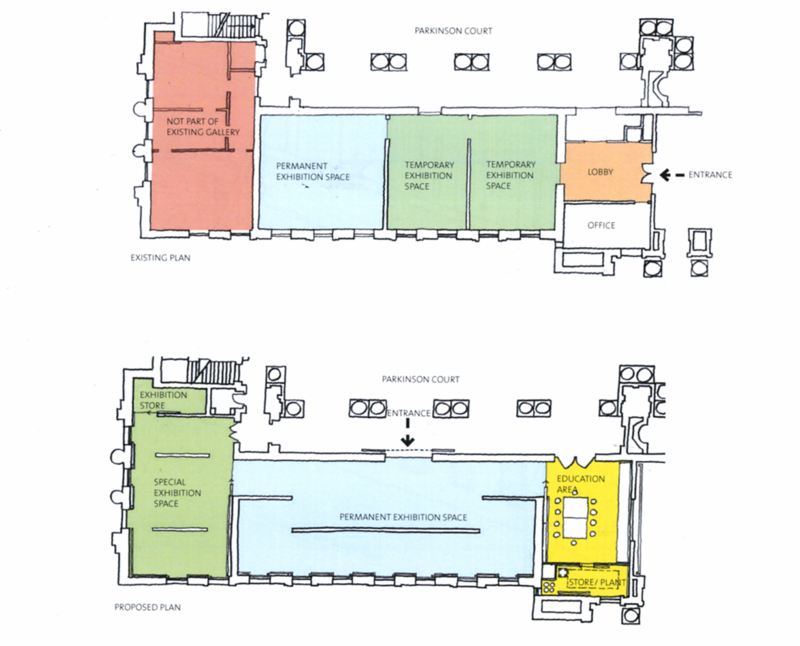 PARKINSON COURT
NOT PART OF
EXISTING GALLERY
PERMANENT
EXHIBITION SPACE
TEMPORARY
EXHIBITION
SPACE
TEMPORARY
EXHIBITION
SPACE
LOBBY
ENTRANCE
OFFICE
EXISTING PLAN
PARKINSON COURT
EXHIBITION
STORE
ENTRANCE
SPECIAL
EXHIBITION
SPACE
EDUCATION
AREA
PERMANENT EXHIBITION SPACE
STORE/ PLANT
PROPOSED PLAN